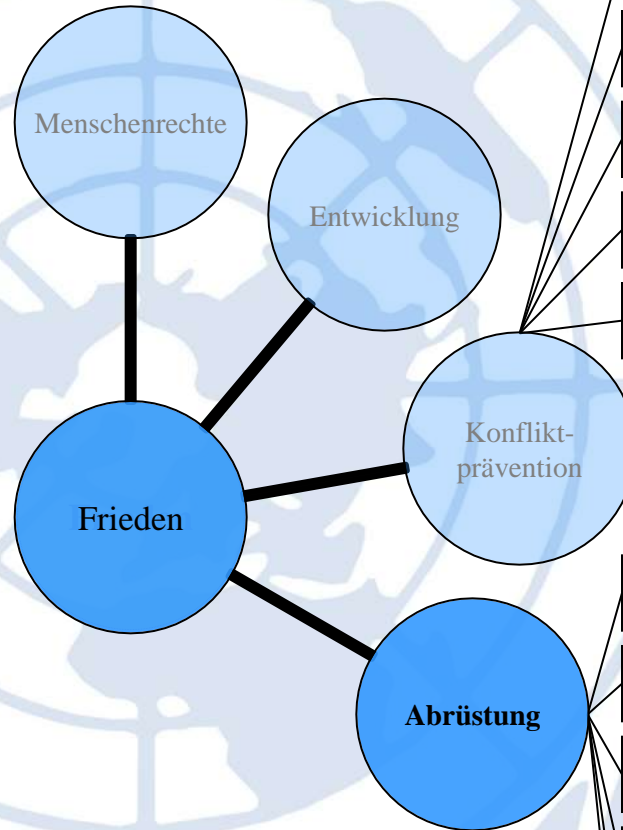 Menschenrechte
Entwicklung
Konflikt-
prävention
Frieden
Abrüstung